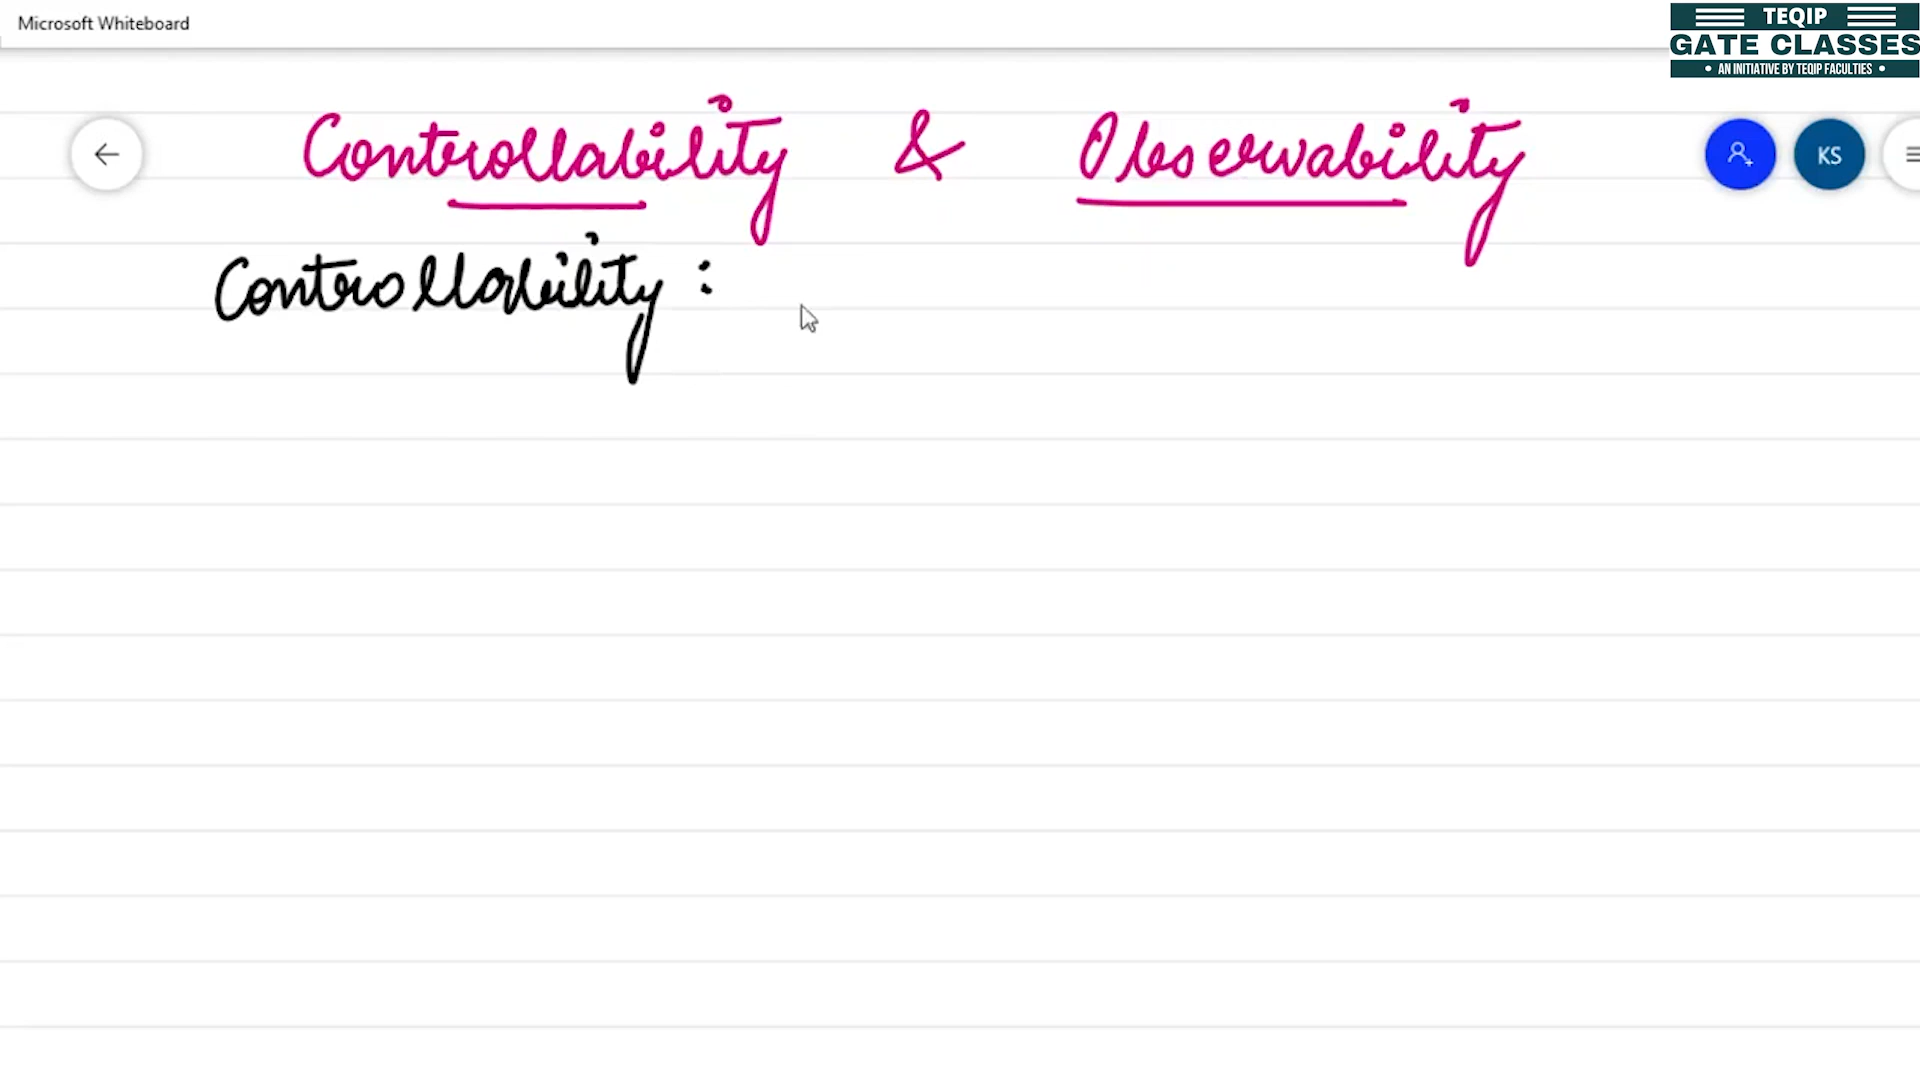 Microsoft Whiteboard
TEQIP
GATE CLASSES
• AN INITIATIVE BY TEQIP FACULTIES •
Controllability & Observability
KS
Controllability :